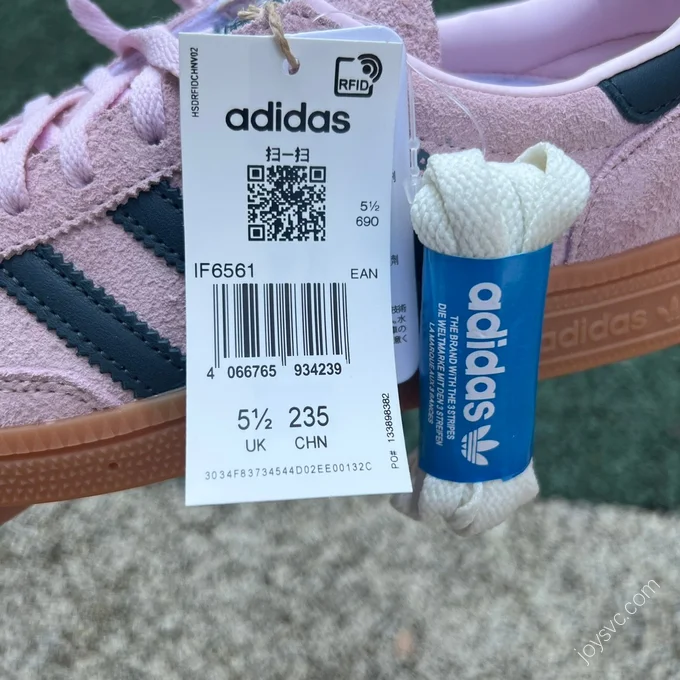 HSDRFIDCHNV02
RFID
adidas
扫一扫
5½
690
IF6561
EAN
4 066765 934239
5½ 235
UK CHN
3034F83734544D02EE00132C
PO# 133898382
adidas
THE BRAND WITH THE 3 STRIPES
DIE WELTMARKE MIT DEN 3 STREIFEN
LA MARQUE AUX 3 BANDES
adidas
joysvc.com